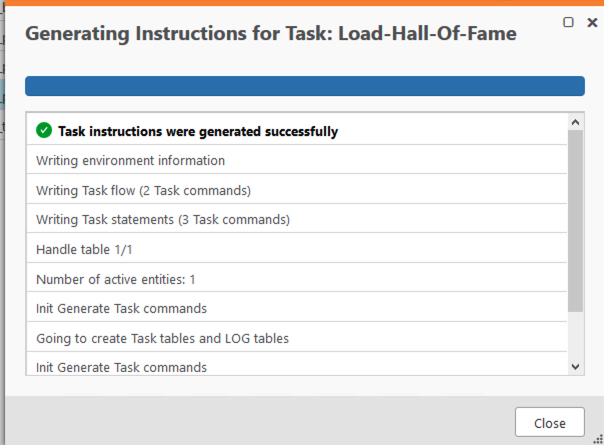 Generating Instructions for Task: Load-Hall-Of-Fame
Task instructions were generated successfully
Writing environment information
Writing Task flow (2 Task commands)
Writing Task statements (3 Task commands)
Handle table 1/1
Number of active entities: 1
Init Generate Task commands
Going to create Task tables and LOG tables
Init Generate Task commands
Close